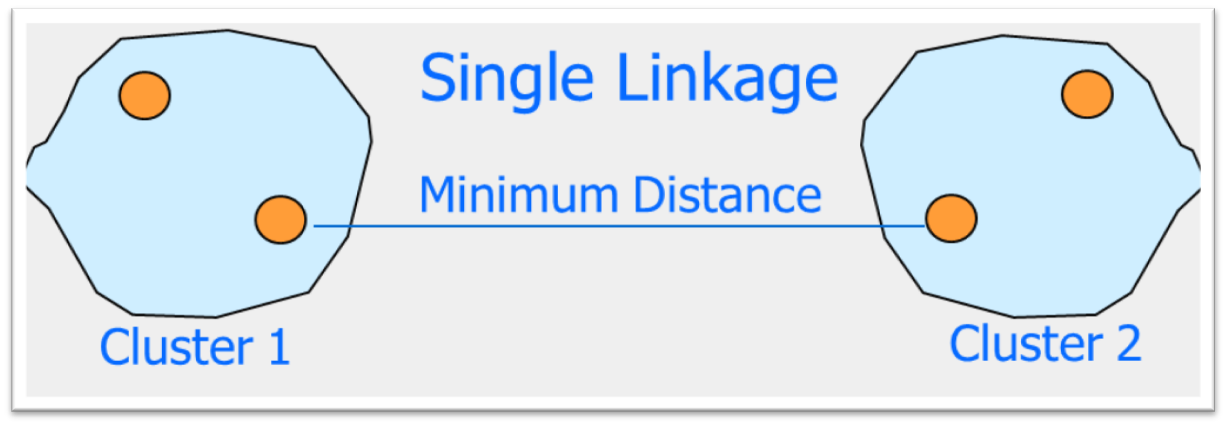 Single Linkage
Minimum Distance
Cluster 1
Cluster 2